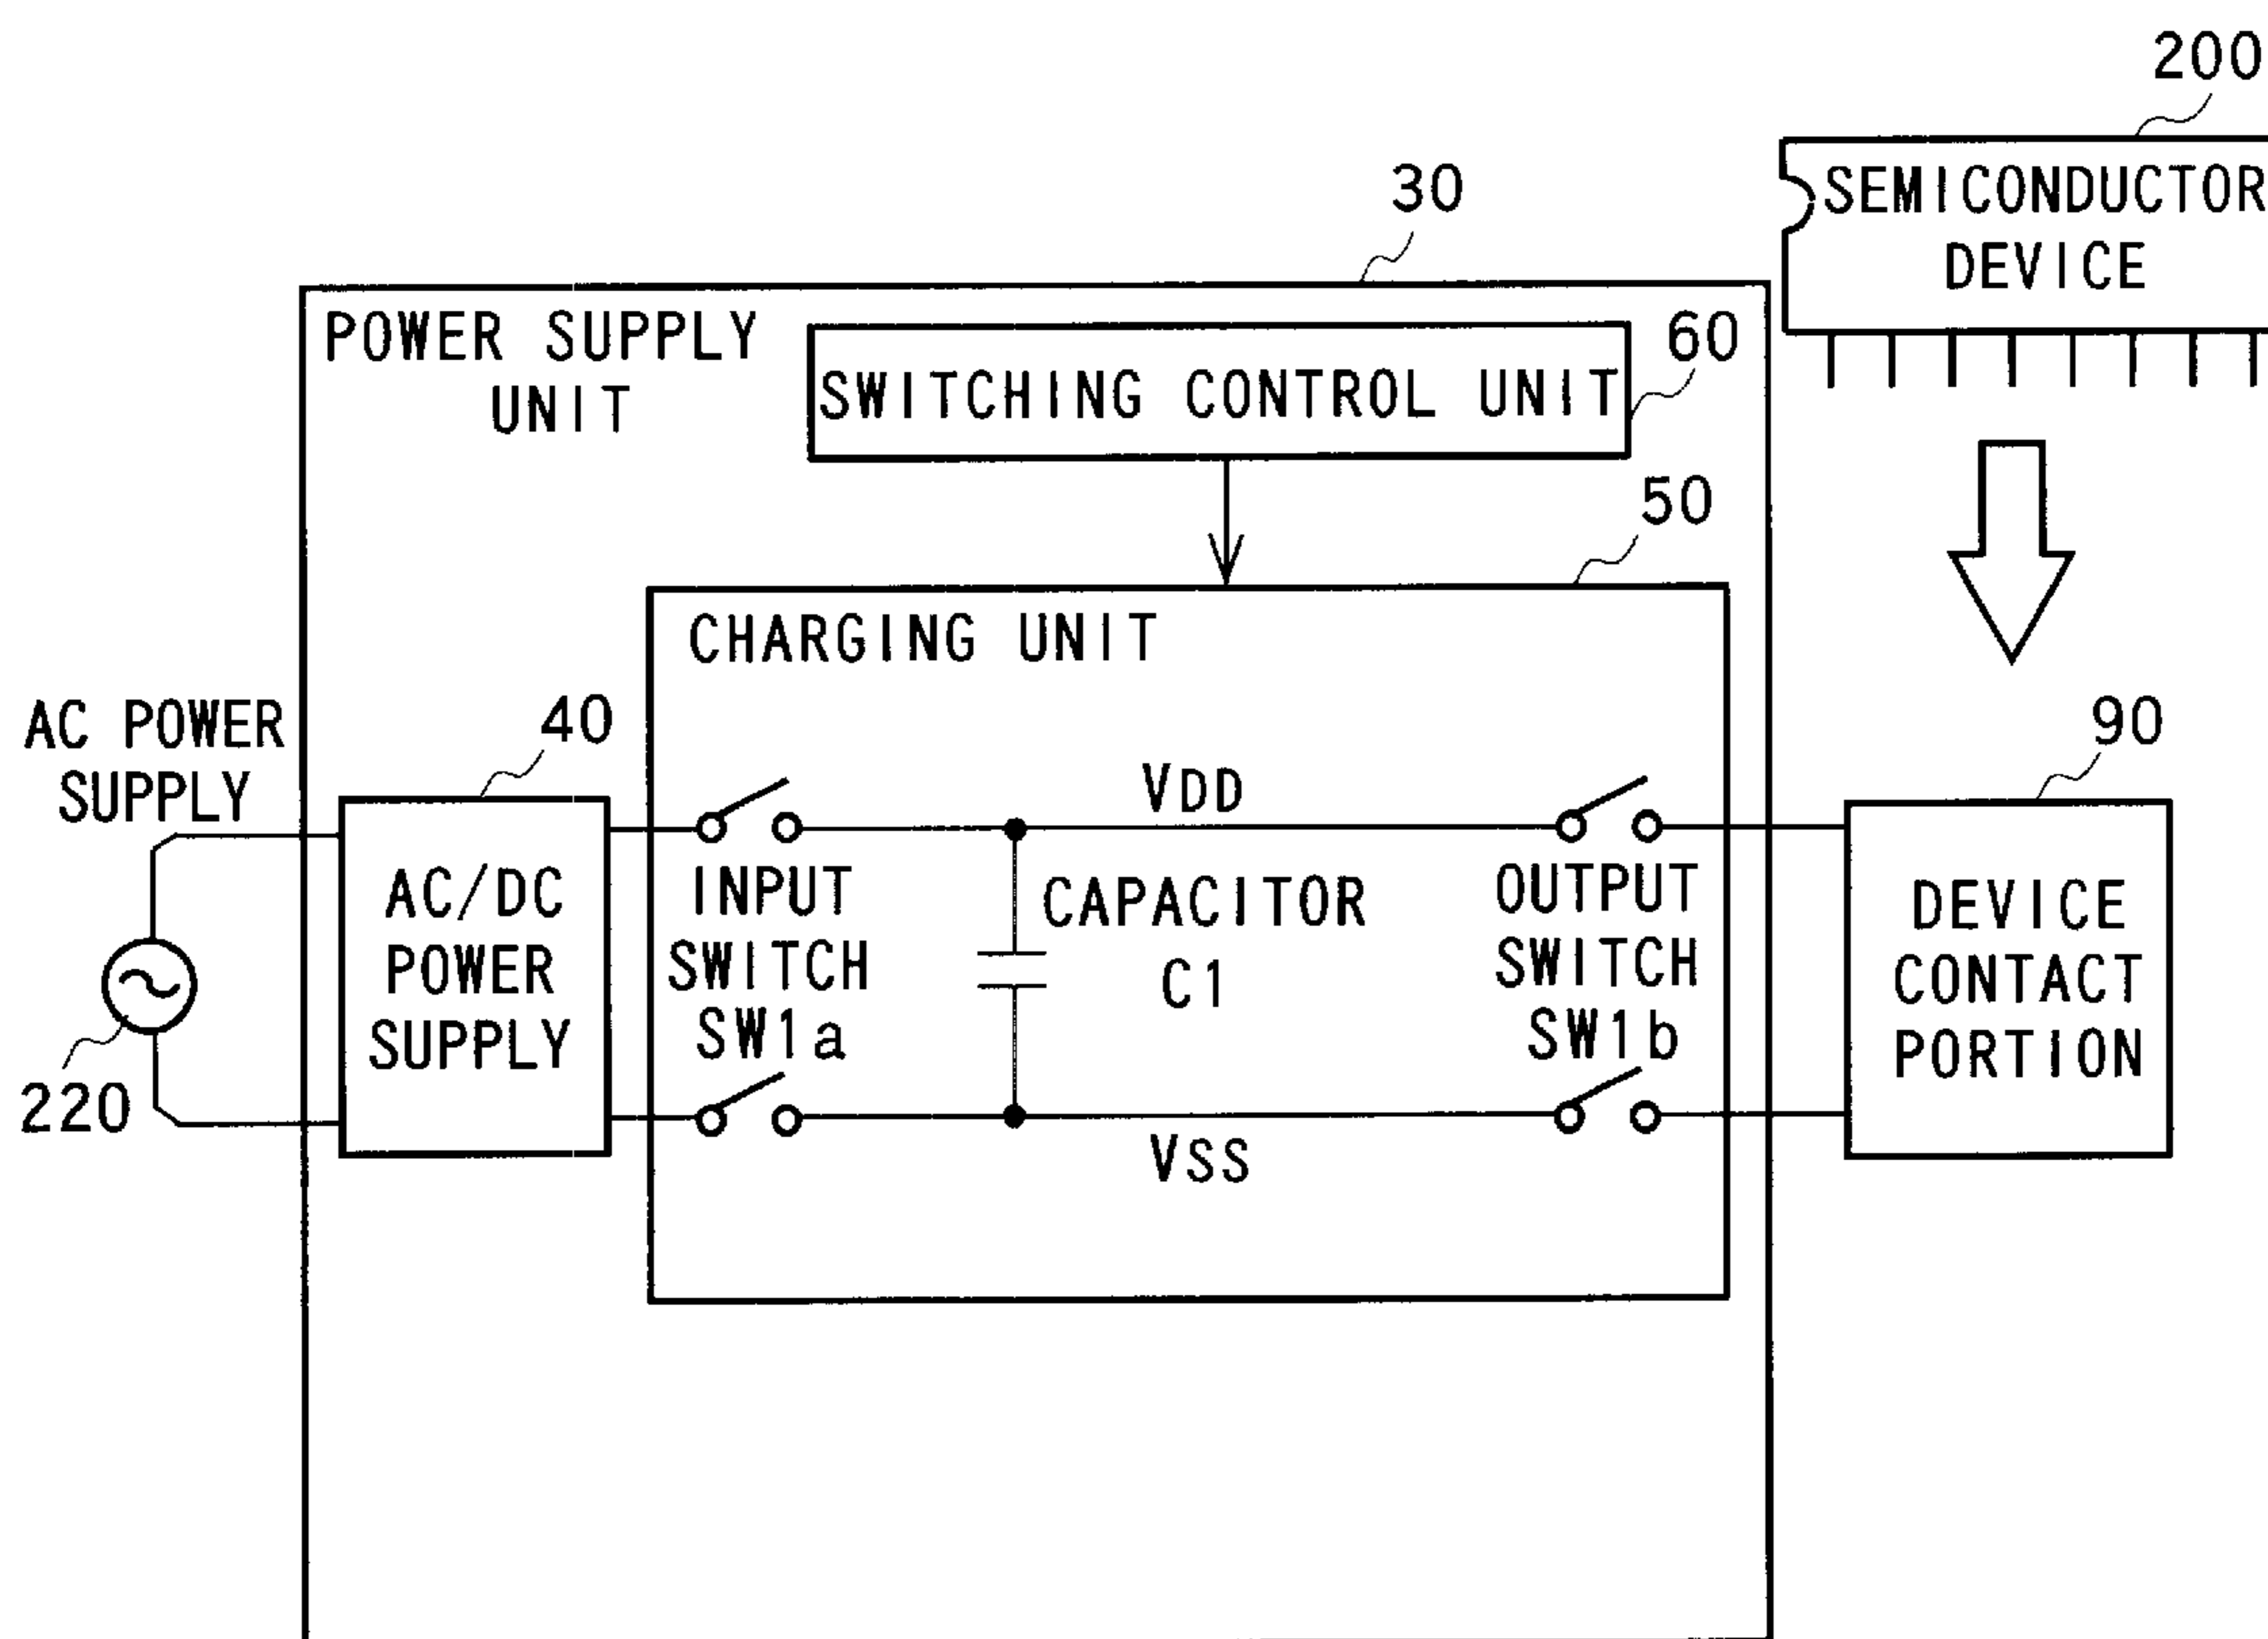 200
SEMICONDUCTOR
DEVICE
30
POWER SUPPLY
UNIT
60
SWITCHING CONTROL UNIT
50
CHARGING UNIT
AC POWER
SUPPLY
40
90
VDD
AC/DC
POWER
SUPPLY
INPUT
SWITCH
SW1a
CAPACITOR
C1
OUTPUT
SWITCH
SW1b
DEVICE
CONTACT
PORTION
220
VSS